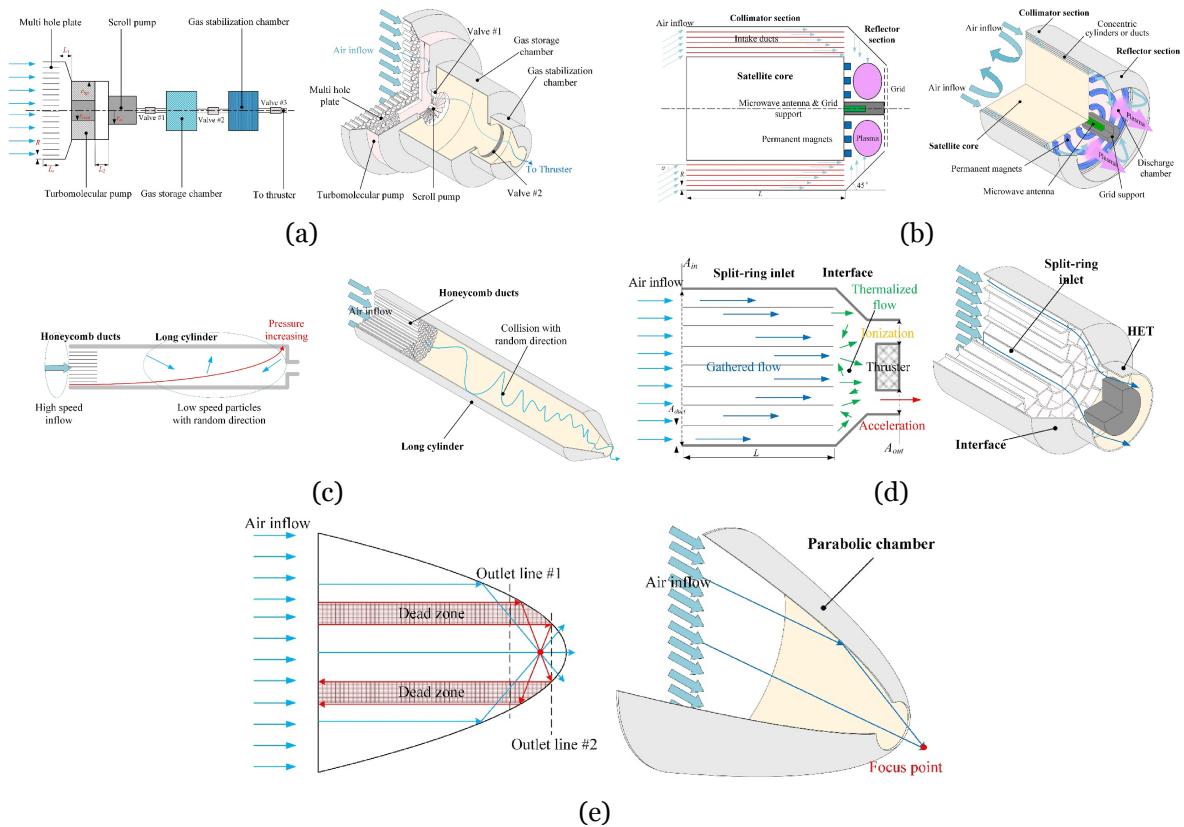 Multi hole plate
Scroll pump
Gas stabilization chamber
L1
R
L
L2
Valve #1
Valve #2
Valve #3
Turbomolecular pump
Gas storage chamber
To thruster
Air inflow
Valve #1
Gas storage
chamber
Gas stabilization
chamber
Multi hole
plate
To Thruster
Turbomolecular pump
Scroll pump
Valve #2
(a)
Air inflow
Collimator section
Reflector
section
Intake ducts
Satellite core
Grid
Microwave antenna & Grid
support
Permanent magnets
Plasma
α
R
L
45°
Collimator section
Air inflow
Concentric
cylinders or ducts
Reflector section
Air inflow
Satellite core
Plasma
Plasma
Permanent magnets
Microwave antenna
Discharge
chamber
Grid support
(b)
Honeycomb ducts
Long cylinder
Pressure
increasing
High speed
inflow
Low speed particles
with random direction
Honeycomb ducts
Air inflow
Collision with
random direction
Long cylinder
(c)
Ain
Air inflow
Split-ring inlet
Interface
Thermalized
flow
Ionization
Gathered flow
Thruster
Aduct
Acceleration
L
Aout
Split-ring
inlet
HET
Interface
(d)
Air inflow
Outlet line #1
Dead zone
Dead zone
Outlet line #2
Parabolic chamber
Air inflow
Focus point
(e)